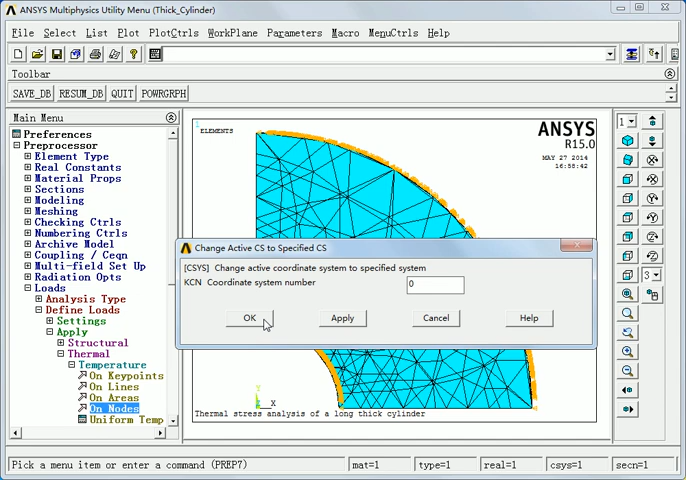 ANSYS Multiphysics Utility Menu (Thick_Cylinder)
File Select List Plot PlotCtrls WorkPlane Parameters Macro MenuCtrls Help
Toolbar
SAVE_DB RESUM_DB QUIT POWRGRPH
Main Menu
Preferences
Preprocessor
Element Type
Real Constants
Material Props
Sections
Modeling
Meshing
Checking Ctrls
Numbering Ctrls
Archive Model
Coupling / Ceqn
Multi-field Set Up
Radiation Opts
Loads
Analysis Type
Define Loads
Settings
Apply
Structural
Thermal
Temperature
On Keypoints
On Lines
On Areas
On Nodes
Uniform Temp
1
ELEMENTS
ANSYS
R15.0
MAY 27 2014
16:58:42
Change Active CS to Specified CS
[CSYS] Change active coordinate system to specified system
KCN Coordinate system number
0
OK Apply Cancel Help
Y
X
Thermal stress analysis of a long thick cylinder
1
3
Pick a menu item or enter a command (PREP7)
mat=1 type=1 real=1 csys=1 secn=1